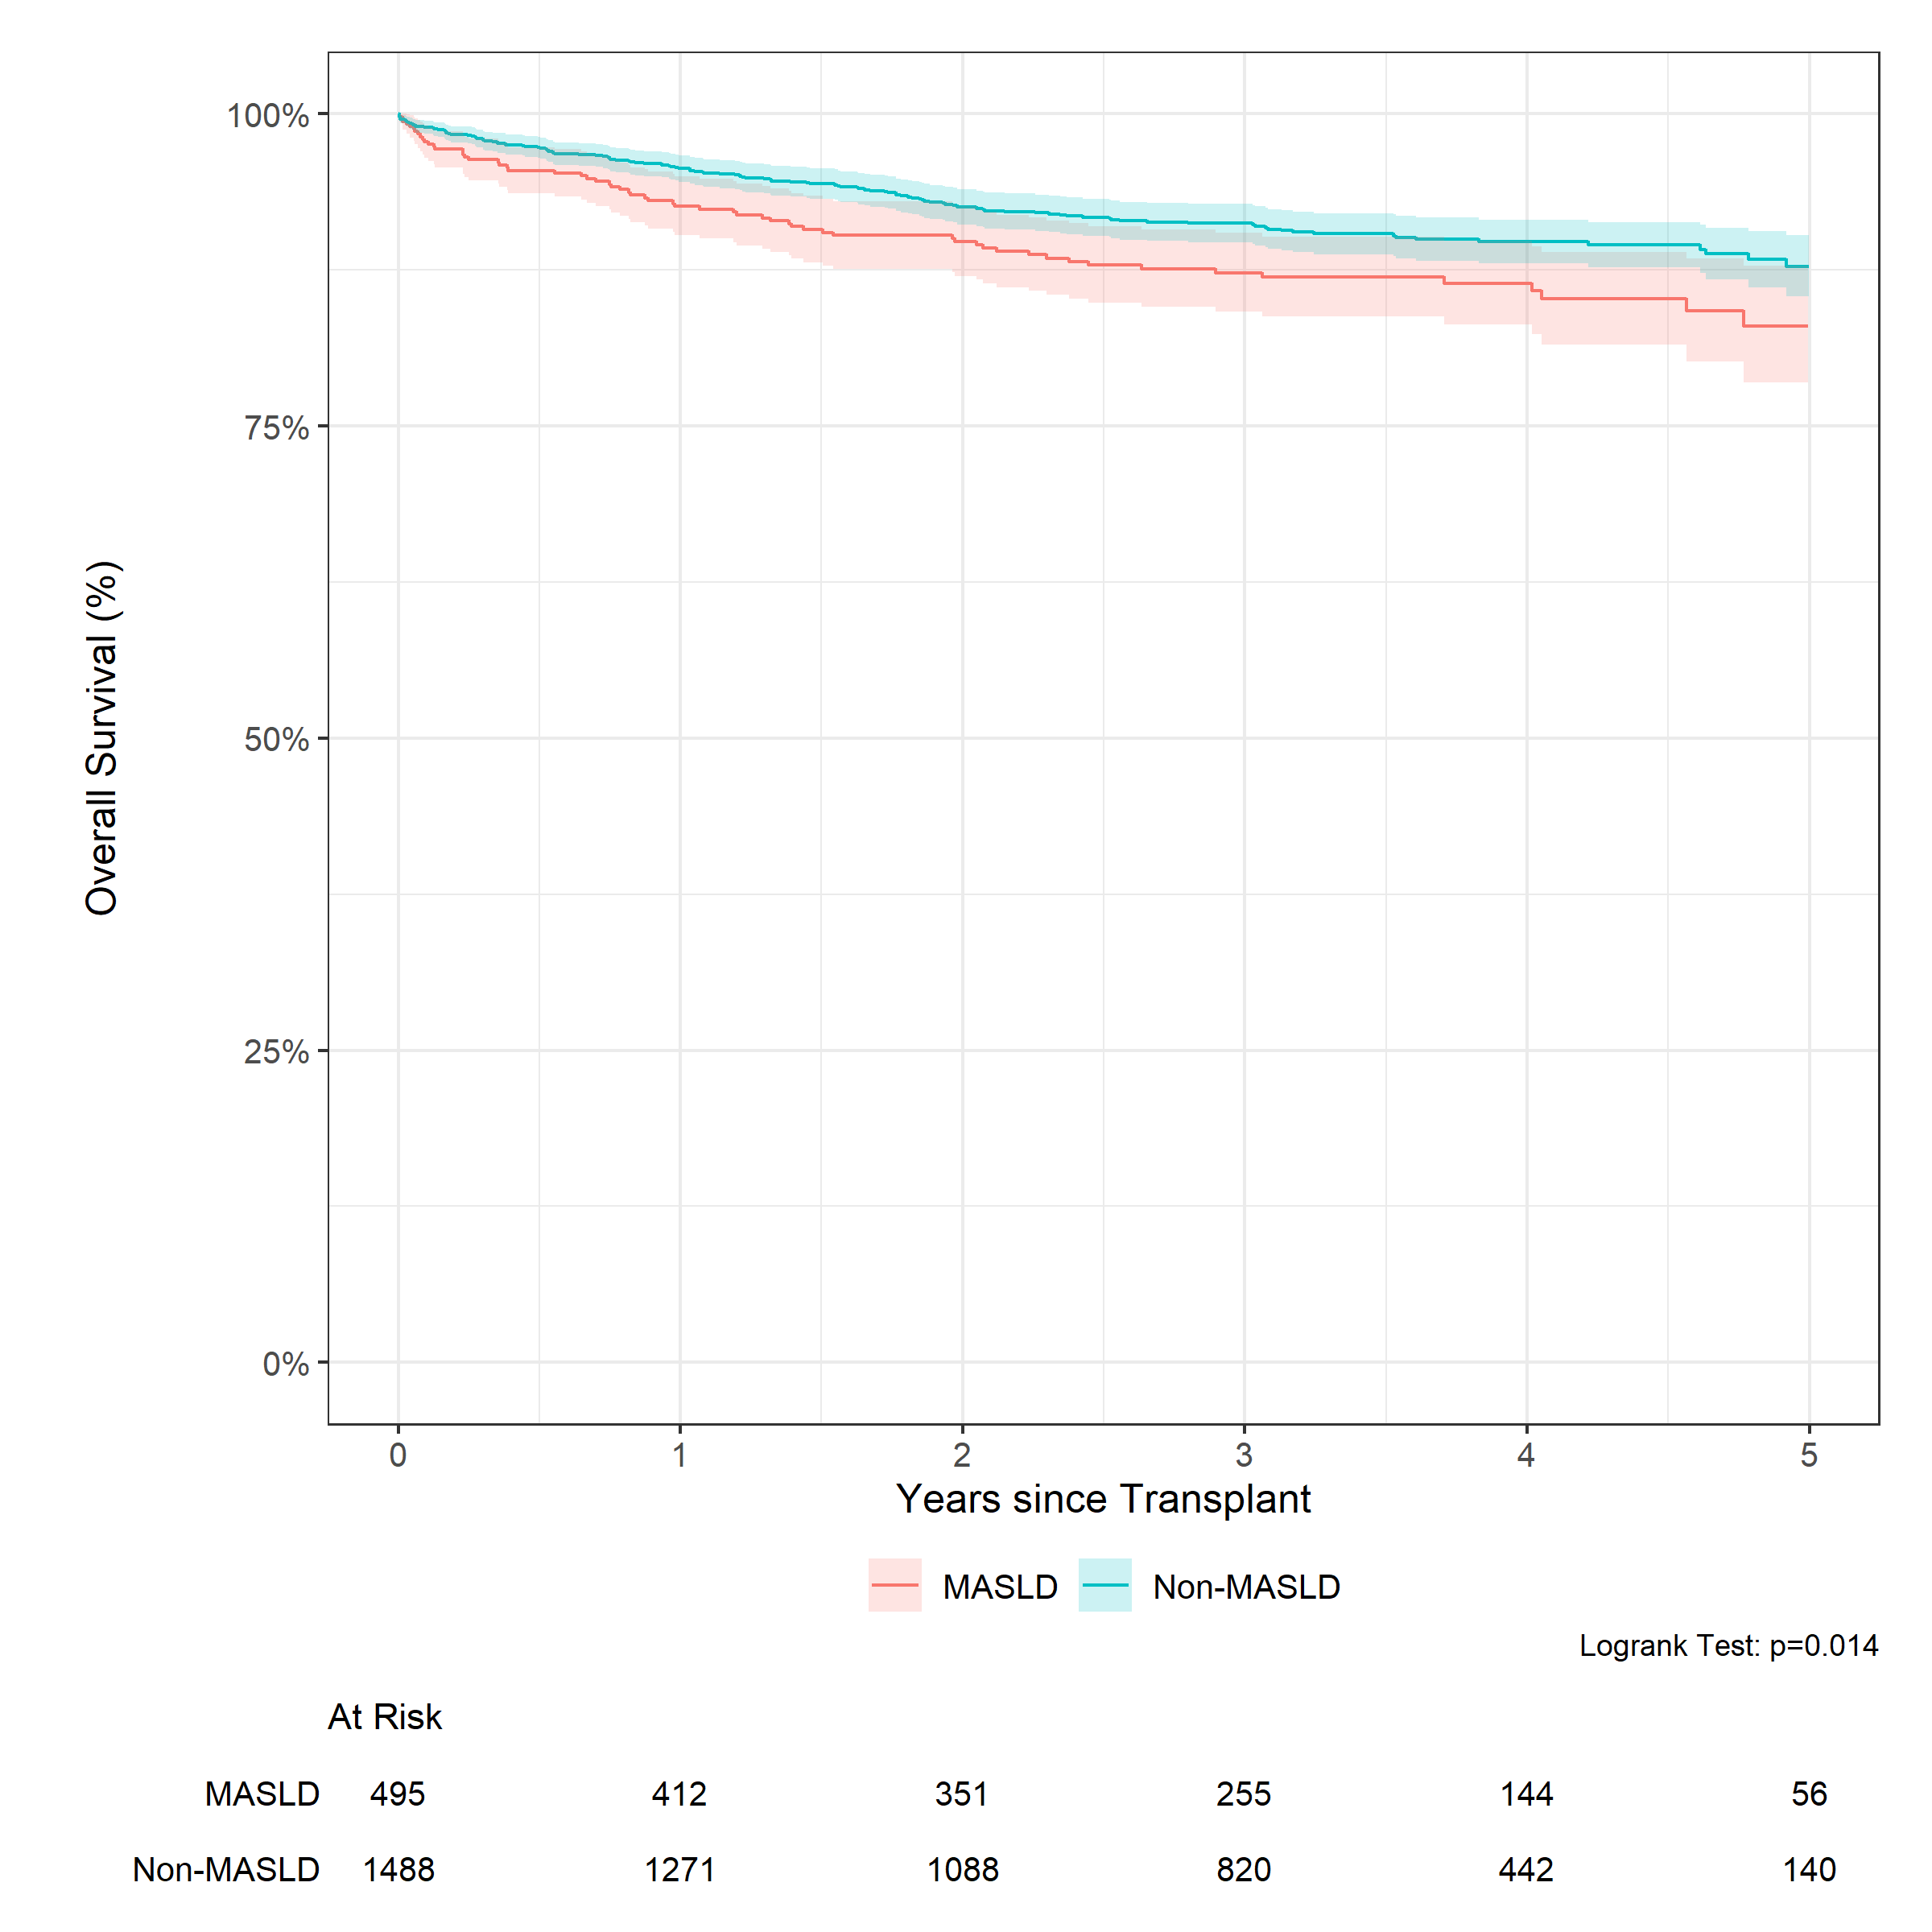 Overall Survival (%)
100%
75%
50%
25%
0%
0 1 2 3 4 5
Years since Transplant
MASLD Non-MASLD
Logrank Test: p=0.014
At Risk
MASLD 495 412 351 255 144 56
Non-MASLD 1488 1271 1088 820 442 140